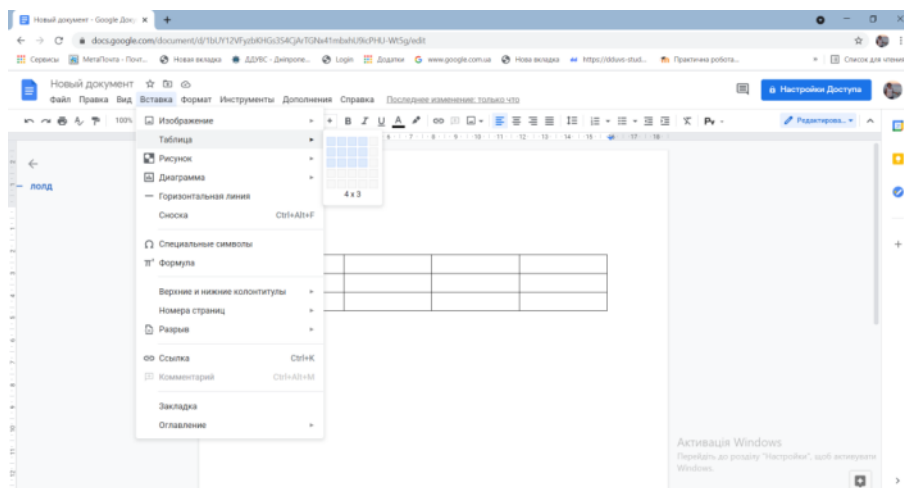 Новый документ - Google Доку
docs.google.com/document/d/
Сервисы МегаПочта - Почт... Новая вкладка ДДУВС - Дніпропе... Login Додатки www.google.com.ua Нова вкладка https://dduvs-stud... Практична робота... Список для чтения
Новый документ
Файл Правка Вид Вставка Формат Инструменты Дополнения Справка Последнее изменение: только что
Настройки Доступа
100% B I U A Редактирова...
Изображение
Таблица
Рисунок
Диаграмма
4 x 3
лолд
Горизонтальная линия
Сноска Ctrl+Alt+F
Специальные символы
Формула
Верхние и нижние колонтитулы
Номера страниц
Разрыв
Ссылка Ctrl+K
Комментарий Ctrl+Alt+M
Закладка
Оглавление
Активація Windows
Перейдіть до розділу "Настройки", щоб активувати
Windows.